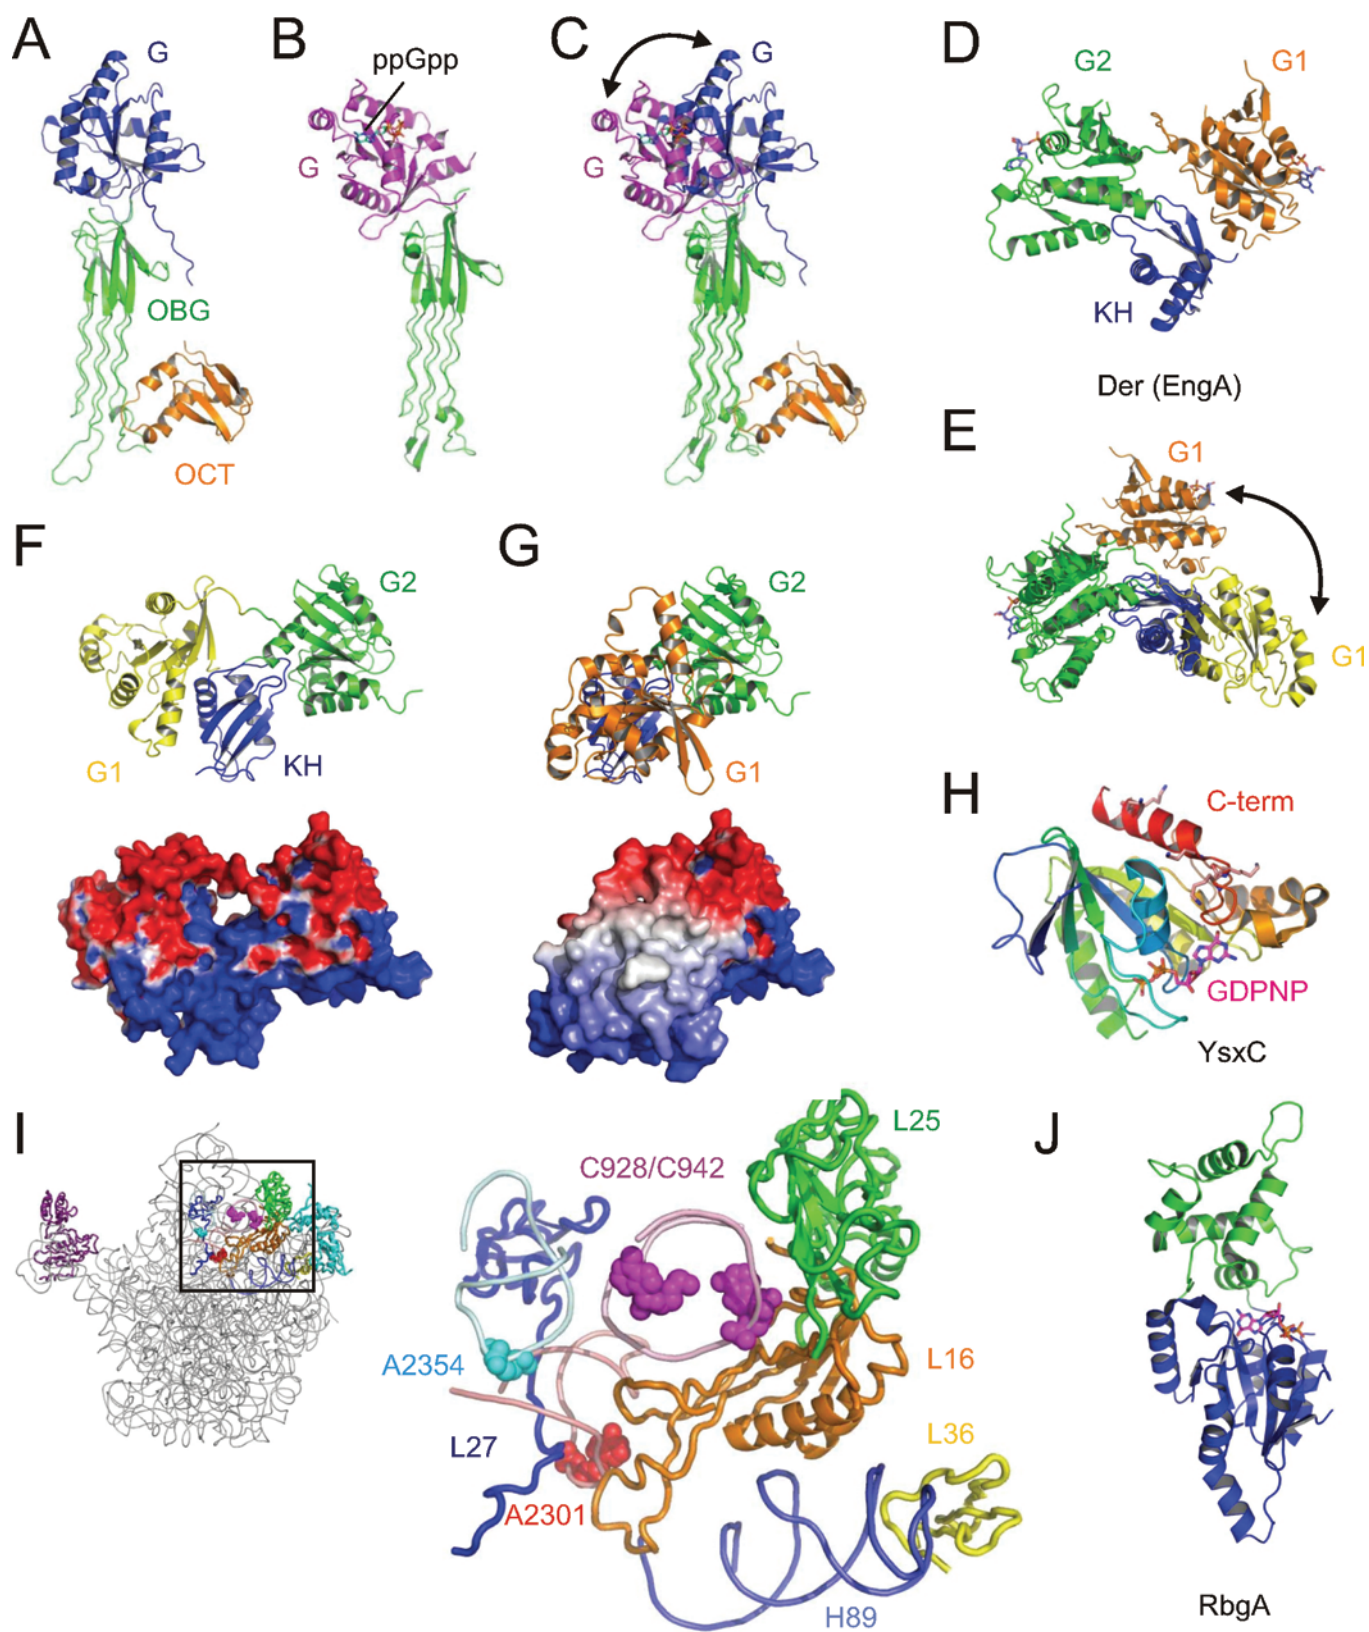 A
G
OBG
OCT
B
ppGpp
G
C
G
G
D
G2
G1
KH
Der (EngA)
E
G1
G1
F
G2
G1
KH
G
G2
G1
H
C-term
GDPNP
YsxC
I
L25
C928/C942
A2354
L16
L27
L36
A2301
H89
J
RbgA